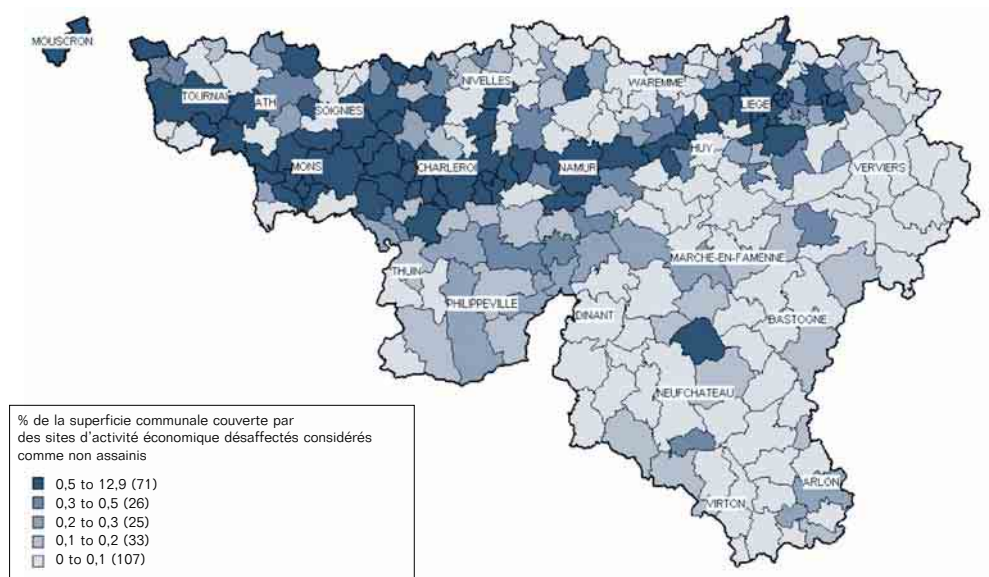 MOUSCRON
TOURNAI
ATH
SOIGNIES
NIVELLES
WAREMME
LIEGE
MONS
CHARLEROI
NAMUR
HUY
VERVIERS
THUIN
PHILIPPEVILLE
MARCHE-EN-FAMENNE
DINANT
BASTOGNE
NEUFCHATEAU
ARLON
VIRTON
% de la superficie communale couverte par
des sites d'activité économique désaffectés considérés
comme non assainis
0,5 to 12,9 (71)
0,3 to 0,5 (26)
0,2 to 0,3 (25)
0,1 to 0,2 (33)
0 to 0,1 (107)